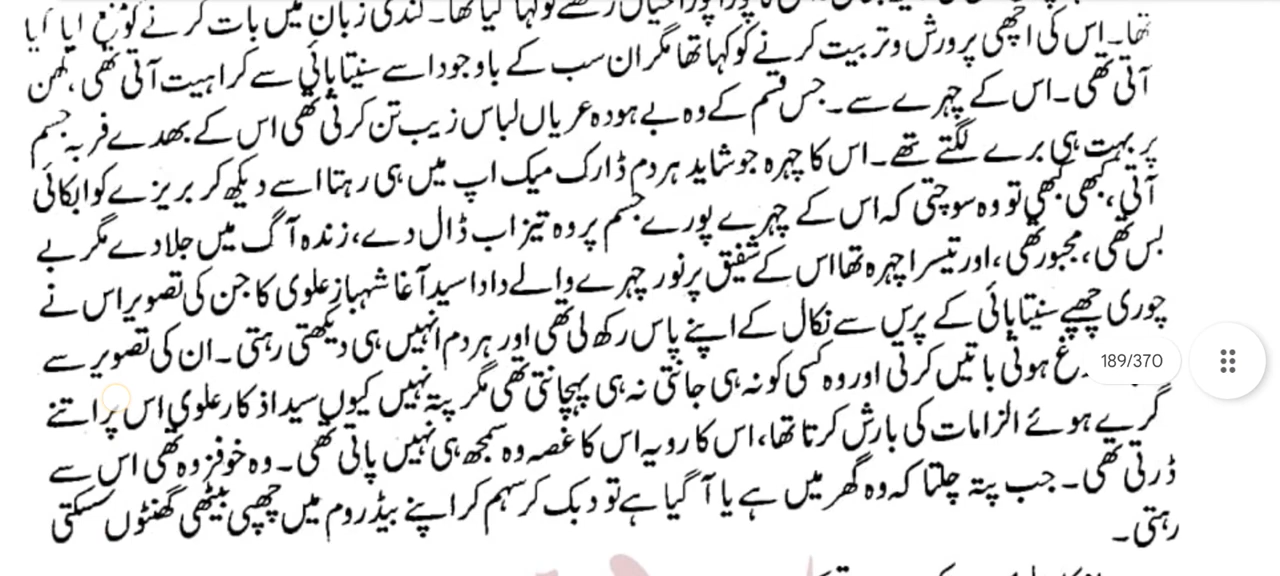 تھا۔ اس کی اچھی پرورش و تربیت کرنے کو کہا تھا مگر ان سب کے باوجود اسے سنیتا بائی سے کراہیت آتی تھی، گھن
آتی تھی۔ اس کے چہرے سے۔ جس قسم کے وہ بے ہودہ عریاں لباس زیب تن کرتی تھی اس کے بھدے فربہ جسم
پر بہت ہی برے لگتے تھے۔ اس کا چہرہ جو شاید ہر دم ڈارک میک اپ میں ہی رہتا اسے دیکھ کر بریزے کو ابکائی
آتی، کبھی کبھی تو وہ سوچتی کہ اس کے چہرے پورے جسم پر وہ تیزاب ڈال دے، زندہ آگ میں جلا دے مگر بے
بس تھی، مجبور تھی، اور تیسرا چہرہ تھا اس کے شفیق پرنور چہرے والے دادا سید آغا شہباز علوی کا جن کی تصویر اس نے
چوری چھپے سنیتا بائی کے پرس سے نکال کے اپنے پاس رکھ لی تھی اور ہر دم انہیں ہی دیکھتی رہتی۔ ان کی تصویر سے
ہوئی باتیں کرتی اور وہ کسی کو نہ ہی جانتی نہ ہی پہچانتی تھی مگر پتہ نہیں کیوں سید اذکار علوی اس پر اتنے
گرے ہوئے الزامات کی بارش کرتا تھا، اس کا رویہ اس کا غصہ وہ سمجھ ہی نہیں پاتی تھی۔ وہ خوفزدہ تھی اس سے
ڈرتی تھی۔ جب پتہ چلتا کہ وہ گھر میں ہے یا آ گیا ہے تو دبک کر سہم کر اپنے بیڈروم میں چھپی بیٹھی گھنٹوں سسکتی
رہتی۔
189/370